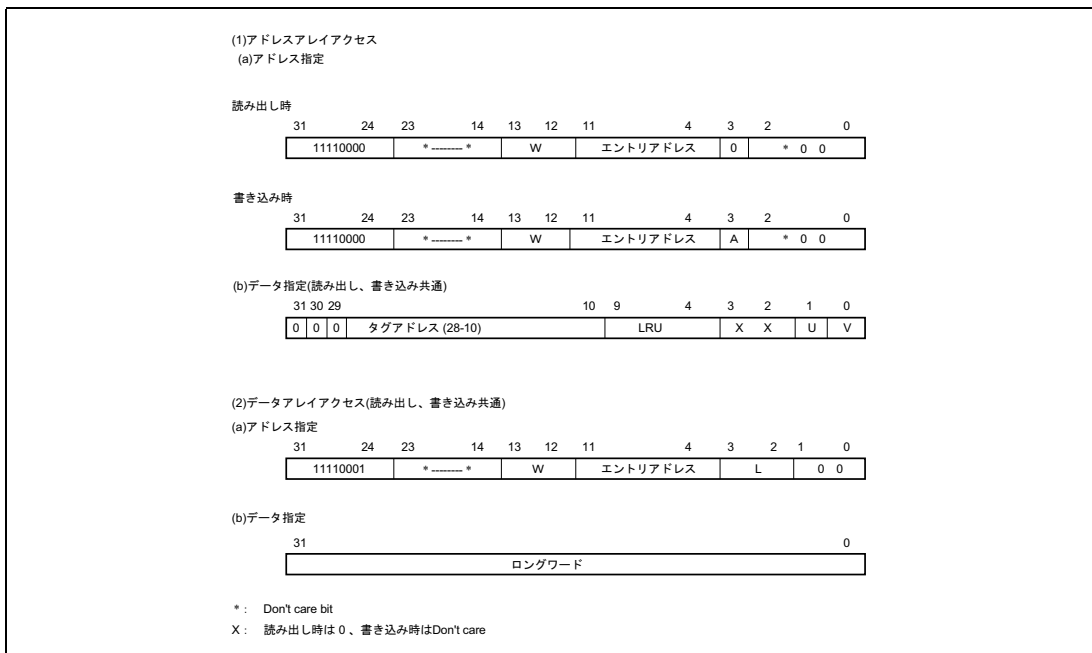 (1)アドレスアレイアクセス
(a)アドレス指定
読み出し時
31 24 23 14 13 12 11 4 3 2 0
11110000 *--------* W エントリアドレス 0 * 0 0
書き込み時
31 24 23 14 13 12 11 4 3 2 0
11110000 *--------* W エントリアドレス A * 0 0
(b)データ指定(読み出し、書き込み共通)
31 30 29 10 9 4 3 2 1 0
0 0 0 タグアドレス (28-10) LRU X X U V
(2)データアレイアクセス(読み出し、書き込み共通)
(a)アドレス指定
31 24 23 14 13 12 11 4 3 2 1 0
11110001 *--------* W エントリアドレス L 0 0
(b)データ指定
31 0
ロングワード
*: Don't care bit
X: 読み出し時は 0 、書き込み時はDon't care